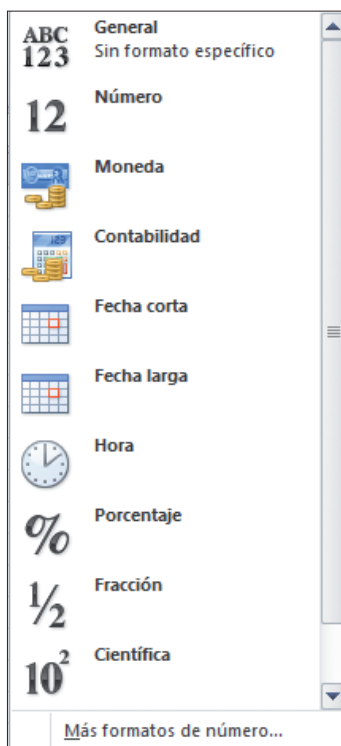 ABC
123
General
Sin formato específico
12
Número
Moneda
123
Contabilidad
Fecha corta
Fecha larga
Hora
%
Porcentaje
½
Fracción
10²
Científica
Más formatos de número...